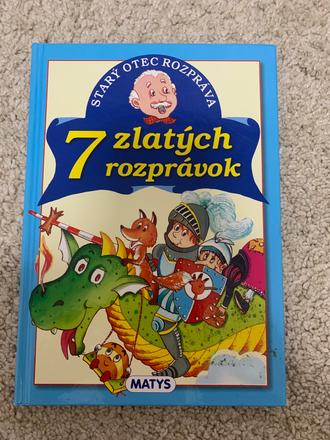 STARÝ OTEC ROZPRÁVA
7 zlatých
rozprávok
MATYS